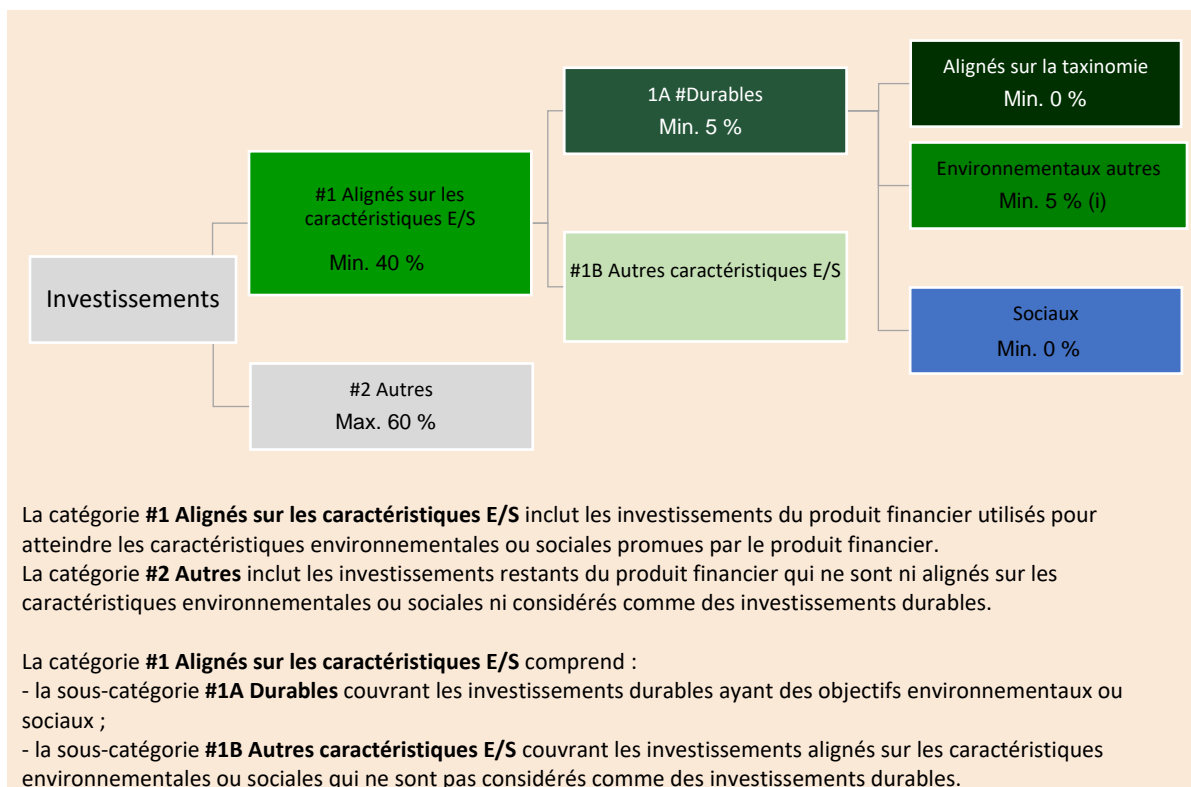 Alignés sur la taxinomie
Min. 0 %
1A #Durables
Min. 5 %
Environnementaux autres
Min. 5 % (i)
#1 Alignés sur les
caractéristiques E/S
Min. 40 %
#1B Autres caractéristiques E/S
Investissements
Sociaux
Min. 0 %
#2 Autres
Max. 60 %
La catégorie #1 Alignés sur les caractéristiques E/S inclut les investissements du produit financier utilisés pour
atteindre les caractéristiques environnementales ou sociales promues par le produit financier.
La catégorie #2 Autres inclut les investissements restants du produit financier qui ne sont ni alignés sur les
caractéristiques environnementales ou sociales ni considérés comme des investissements durables.
La catégorie #1 Alignés sur les caractéristiques E/S comprend :
- la sous-catégorie #1A Durables couvrant les investissements durables ayant des objectifs environnementaux ou
sociaux ;
- la sous-catégorie #1B Autres caractéristiques E/S couvrant les investissements alignés sur les caractéristiques
environnementales ou sociales qui ne sont pas considérés comme des investissements durables.